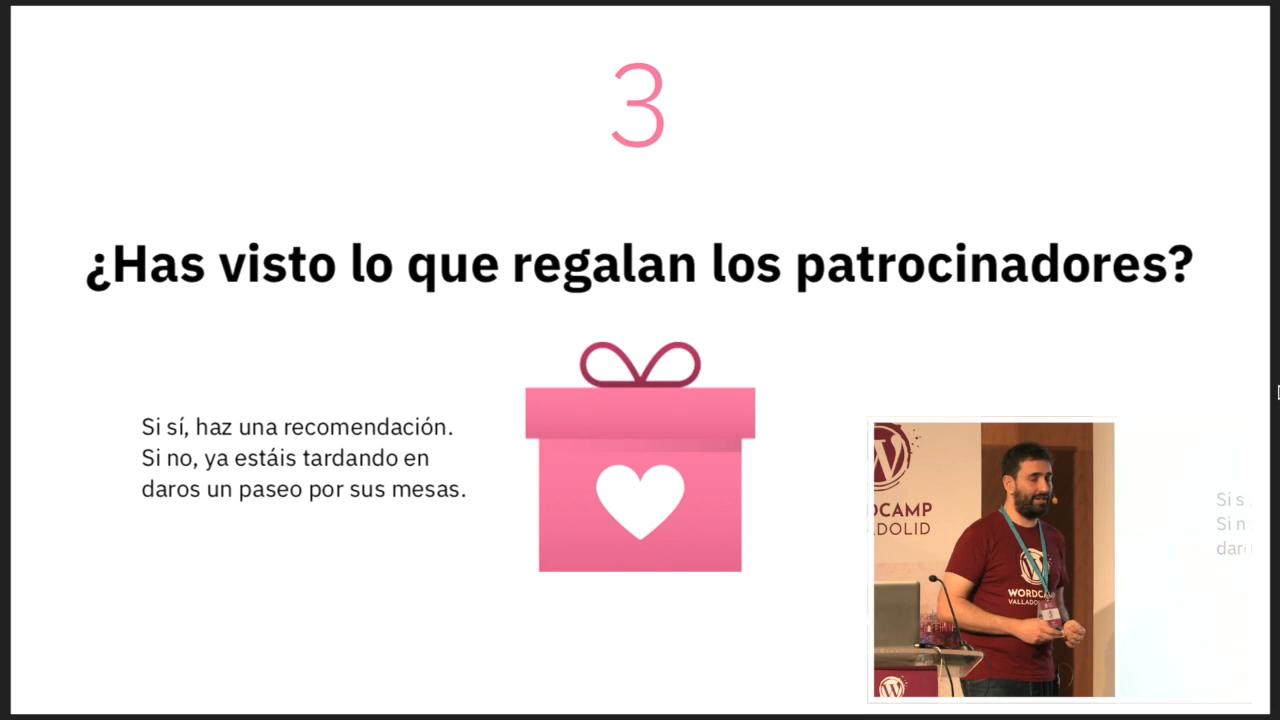 3
¿Has visto lo que regalan los patrocinadores?
Si sí, haz una recomendación.
Si no, ya estáis tardando en
daros un paseo por sus mesas.
WORDCAMP
VALLADOLID